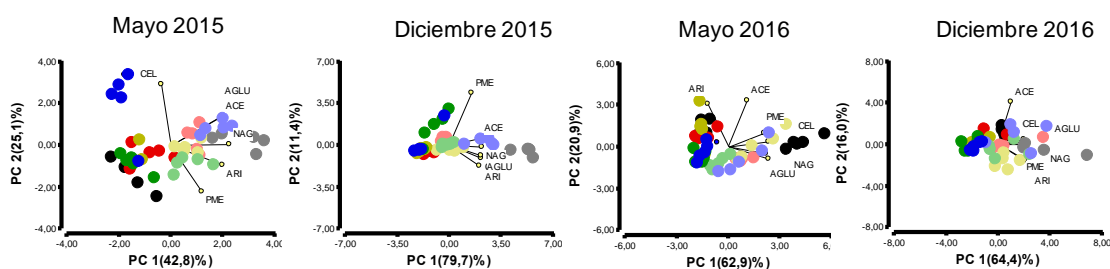 Mayo 2015
Diciembre 2015
Mayo 2016
Diciembre 2016
4,00
2,00
0,00
-2,00
-4,00
PC 2(25,1)%)
CEL
AGLU
ACE
NAG
ARI
PME
-4,00 -2,00 0,00 2,00 4,00
PC 1(42,8)%)
7,00
3,50
0,00
-3,50
-7,00
PC 2(11,4)%)
PME
NAG
AGLU
ARI
-7,00 -3,50 0,00 3,50 7,00
PC 1(79,7)%)
6,00
3,00
0,00
-3,00
-6,00
PC 2(20,9)%)
ARI
ACE
PME
CEL
NAG
AGLU
-6,00 -3,00 0,00 3,00
PC 1(62,9)%)
8,00
4,00
0,00
-4,00
-8,00
PC 2(16,0)%)
ACE
CEL
AGLU
NAG
PME
ARI
-8,00 -4,00 0,00 4,00 8,00
PC 1(64,4)%)